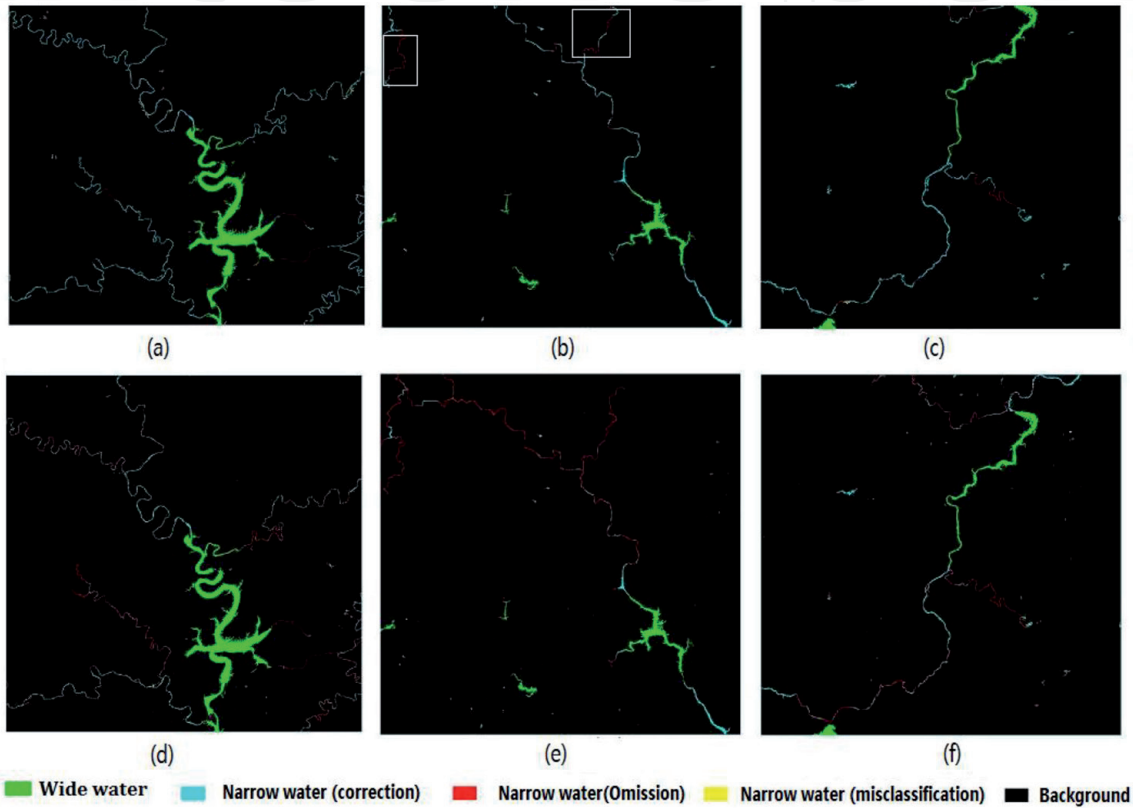 (a) (b) (c)
(d) (e) (f)
Wide water Narrow water (correction) Narrow water(Omission) Narrow water (misclassification) Background